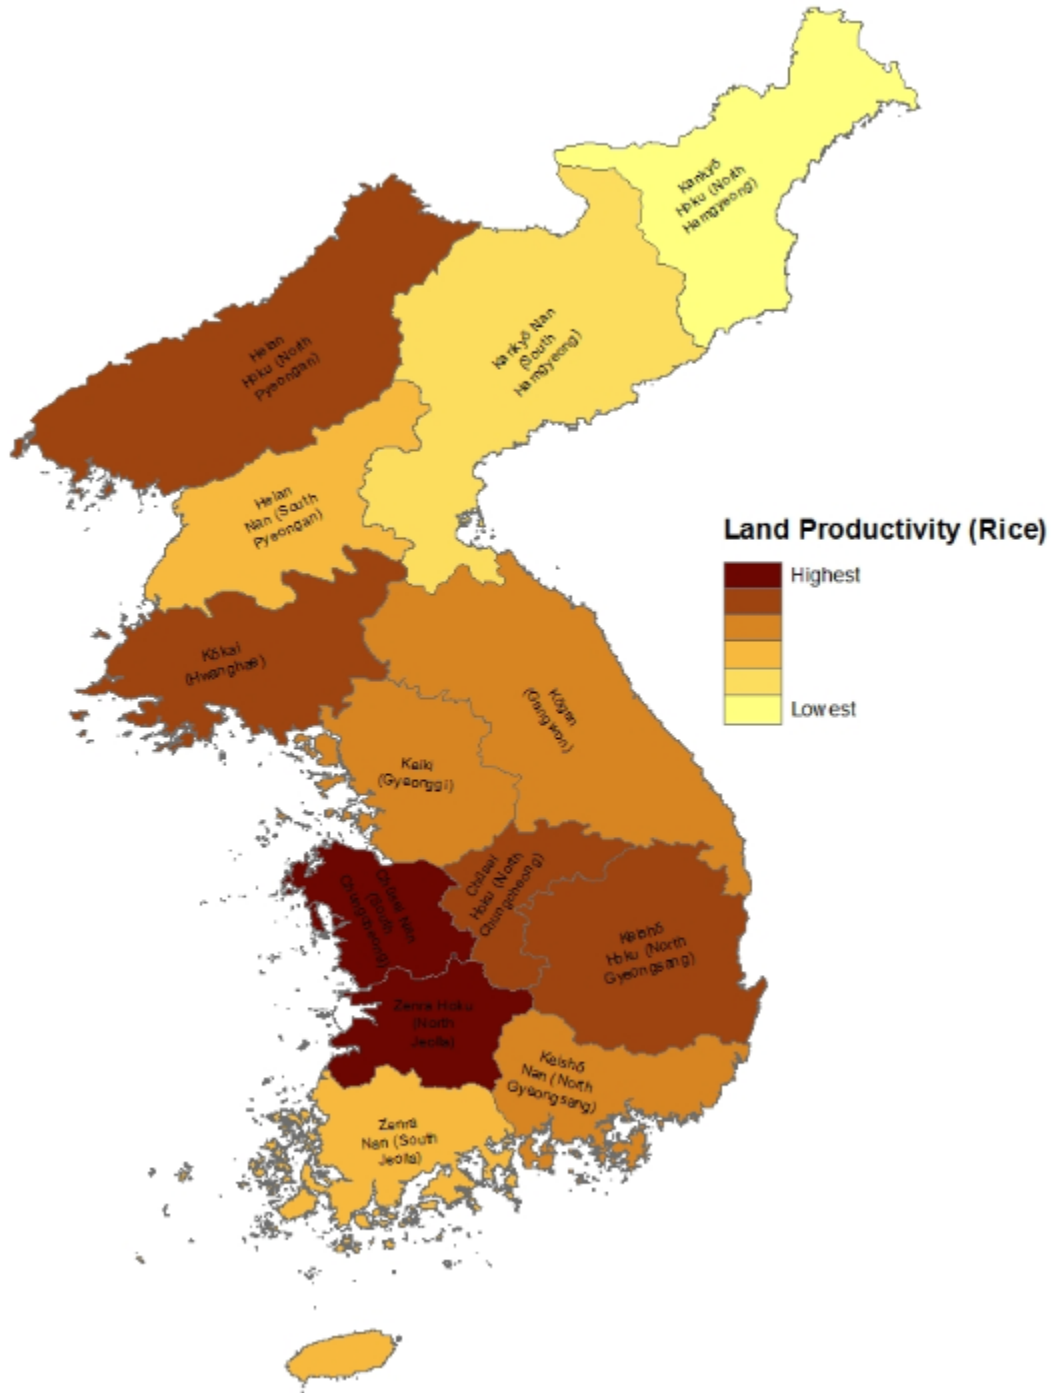 Kankyō
Hoku (North
Hamgyeong)
Kankyō Nan
(South
Hamgyeong)
Heian
Hoku (North
Pyeongan)
Heian
Nan (South
Pyeongan)
Land Productivity (Rice)
Highest
Lowest
Kōkai
(Hwanghae)
Kōgen
(Gangwon)
Keiki
(Gyeonggi)
Chūsei
Hoku (North
Chungcheong)
Chūsei Nan
(South
Chungcheong)
Keishō
Hoku (North
Gyeongsang)
Zenra Hoku
(North
Jeolla)
Keishō
Nan (North
Gyeongsang)
Zenra
Nan (South
Jeolla)